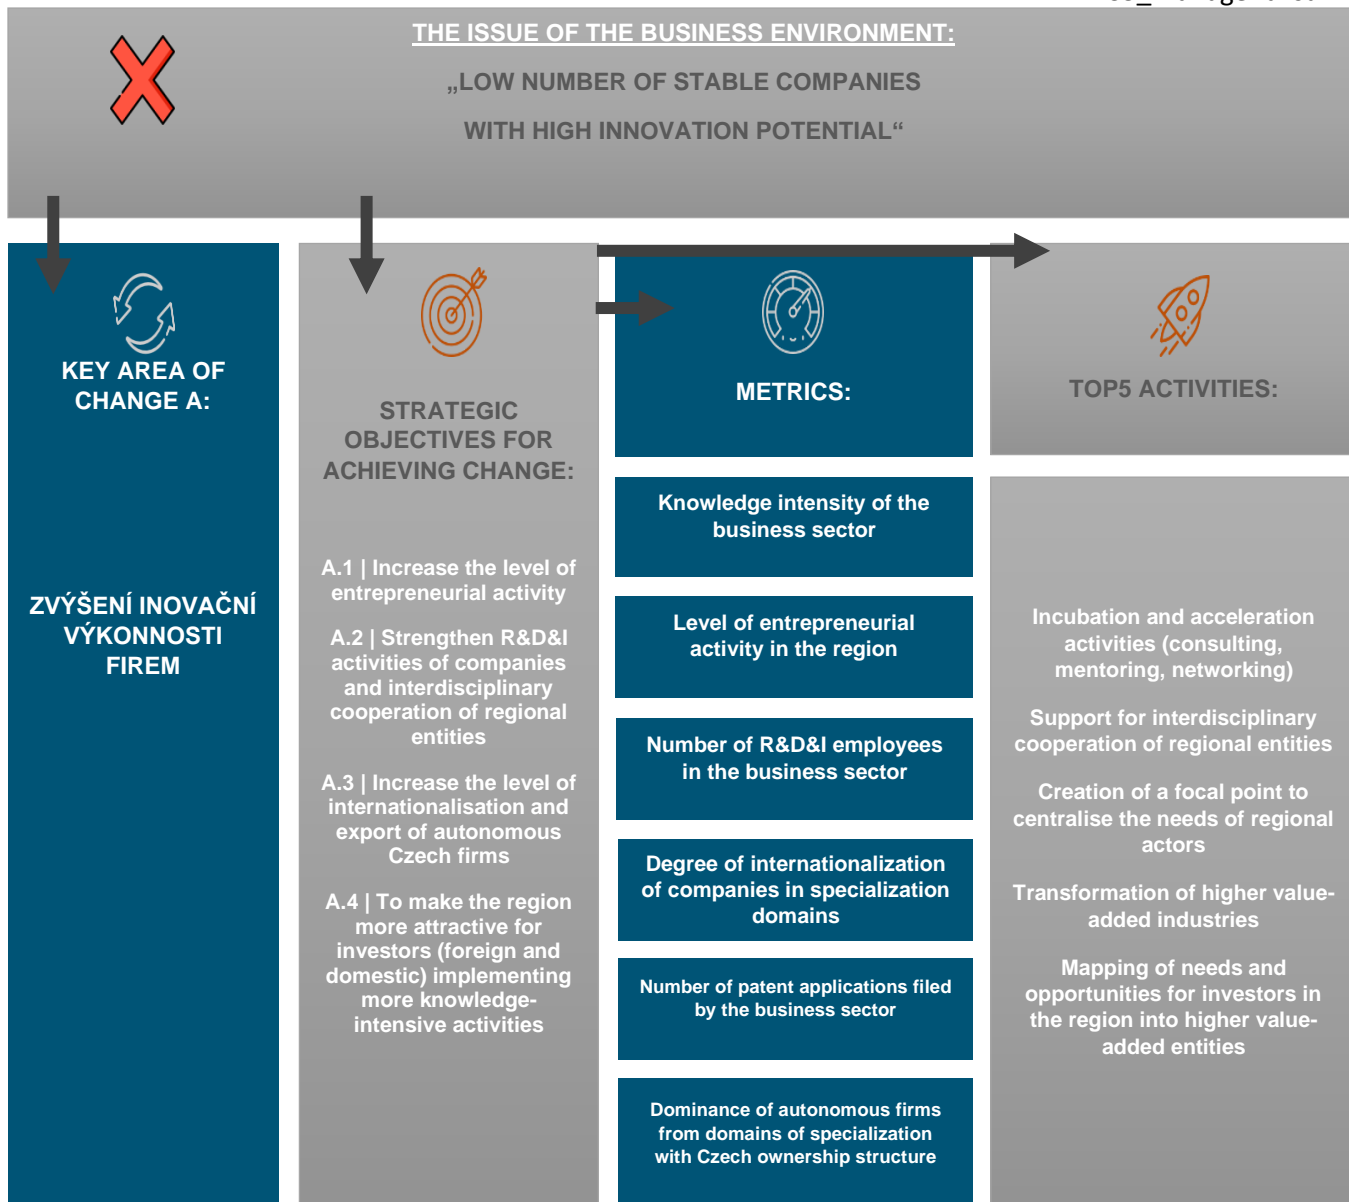 THE ISSUE OF THE BUSINESS ENVIRONMENT:
„LOW NUMBER OF STABLE COMPANIES
WITH HIGH INNOVATION POTENTIAL“
KEY AREA OF
CHANGE A:
ZVÝŠENÍ INOVAČNÍ
VÝKONNOSTI
FIREM
STRATEGIC
OBJECTIVES FOR
ACHIEVING CHANGE:
A.1 | Increase the level of
entrepreneurial activity
A.2 | Strengthen R&D&I
activities of companies
and interdisciplinary
cooperation of regional
entities
A.3 | Increase the level of
internationalisation and
export of autonomous
Czech firms
A.4 | To make the region
more attractive for
investors (foreign and
domestic) implementing
more knowledge-
intensive activities
METRICS:
Knowledge intensity of the
business sector
Level of entrepreneurial
activity in the region
Number of R&D&I employees
in the business sector
Degree of internationalization
of companies in specialization
domains
Number of patent applications filed
by the business sector
Dominance of autonomous firms
from domains of specialization
with Czech ownership structure
TOP5 ACTIVITIES:
Incubation and acceleration
activities (consulting,
mentoring, networking)
Support for interdisciplinary
cooperation of regional entities
Creation of a focal point to
centralise the needs of regional
actors
Transformation of higher value-
added industries
Mapping of needs and
opportunities for investors in
the region into higher value-
added entities